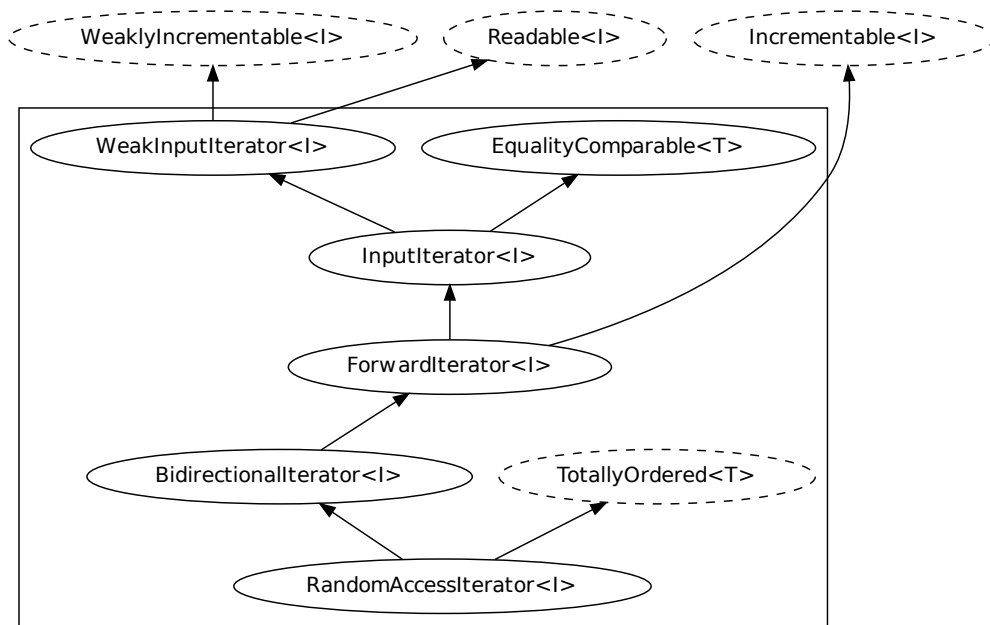 WeaklyIncrementable<I>
Readable<I>
Incrementable<I>
WeakInputIterator<I>
EqualityComparable<T>
InputIterator<I>
ForwardIterator<I>
BidirectionalIterator<I>
TotallyOrdered<T>
RandomAccessIterator<I>